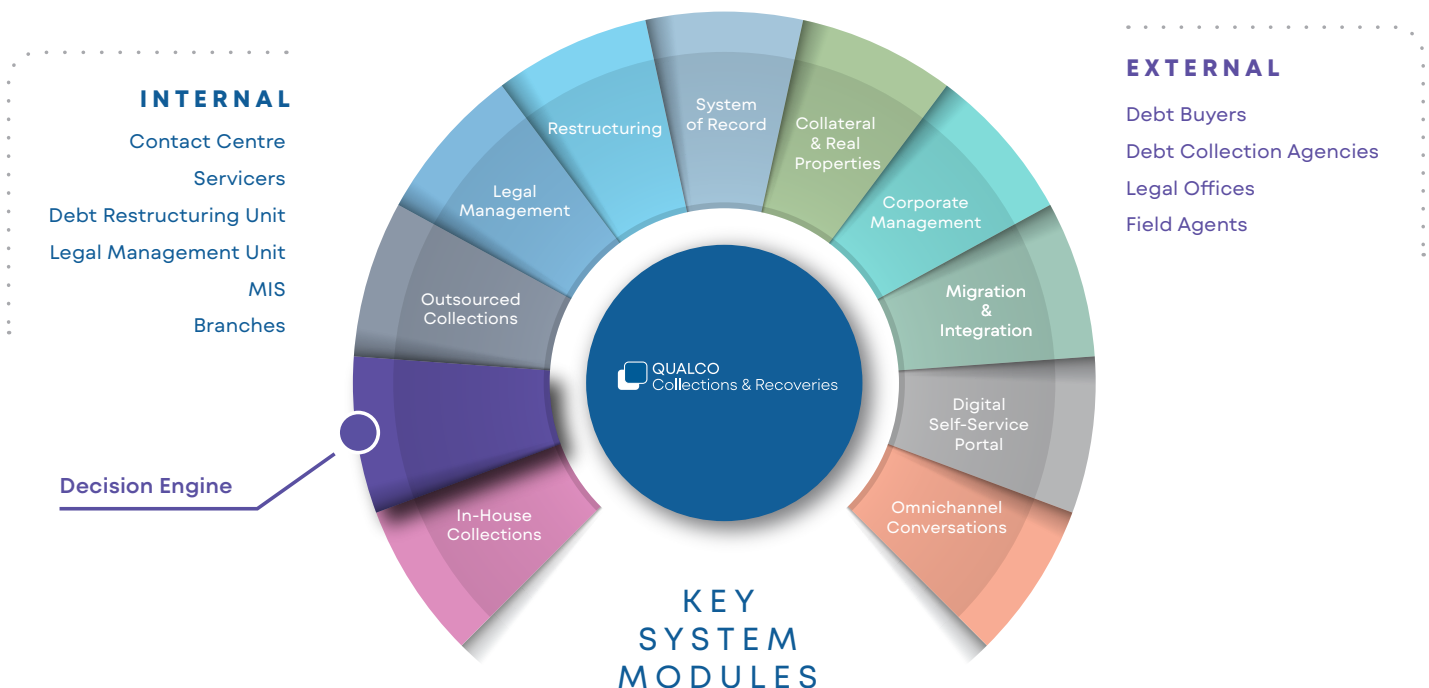 INTERNAL
Contact Centre
Servicers
Debt Restructuring Unit
Legal Management Unit
MIS
Branches
EXTERNAL
Debt Buyers
Debt Collection Agencies
Legal Offices
Field Agents
Decision Engine
In-House
Collections
Outsourced
Collections
Legal
Management
Restructuring
System
of Record
Collateral
& Real
Properties
Corporate
Management
Migration
&
Integration
Digital
Self-Service
Portal
Omnichannel
Conversations
QUALCO
Collections & Recoveries
KEY
SYSTEM
MODULES